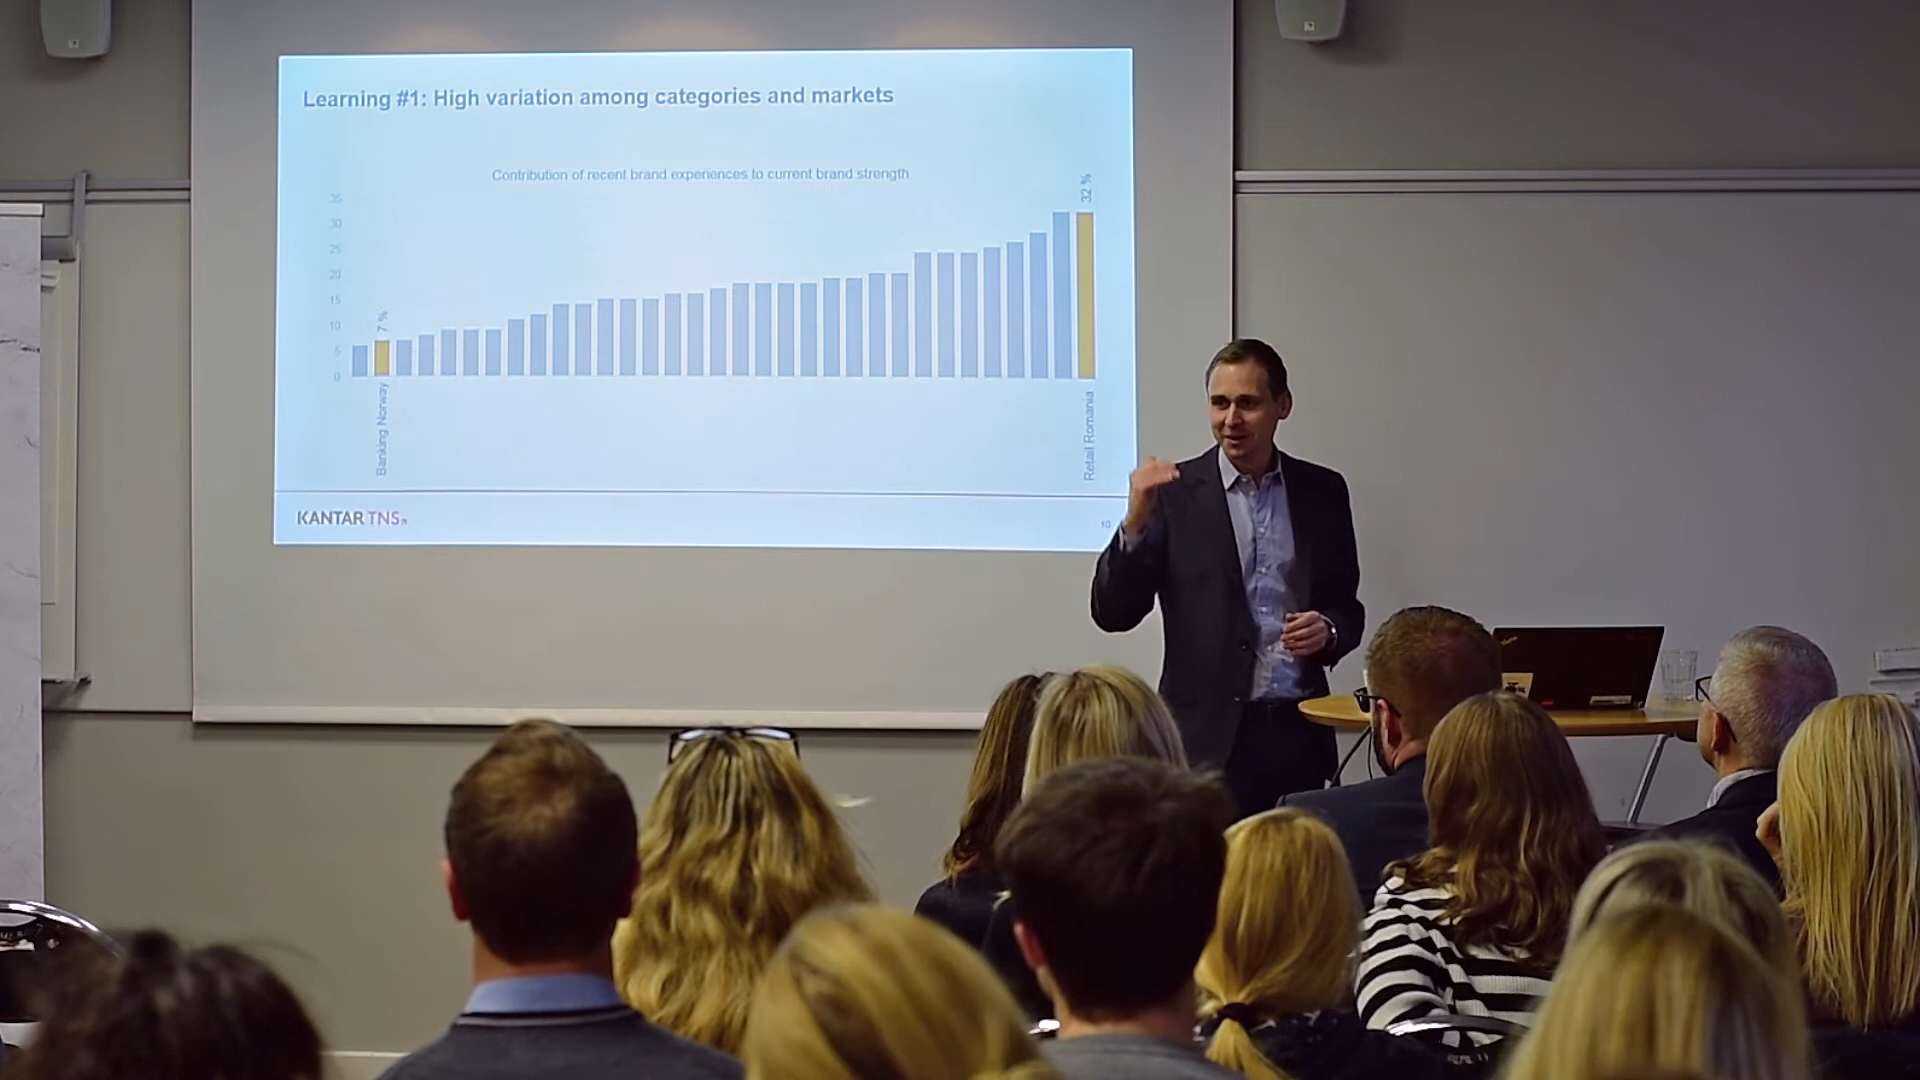 Learning #1: High variation among categories and markets
Contribution of recent brand experiences to current brand strength
35
30
25
20
15
10
5
0
7 %
32 %
Banking Norway
Retail Romania
KANTAR TNS
10